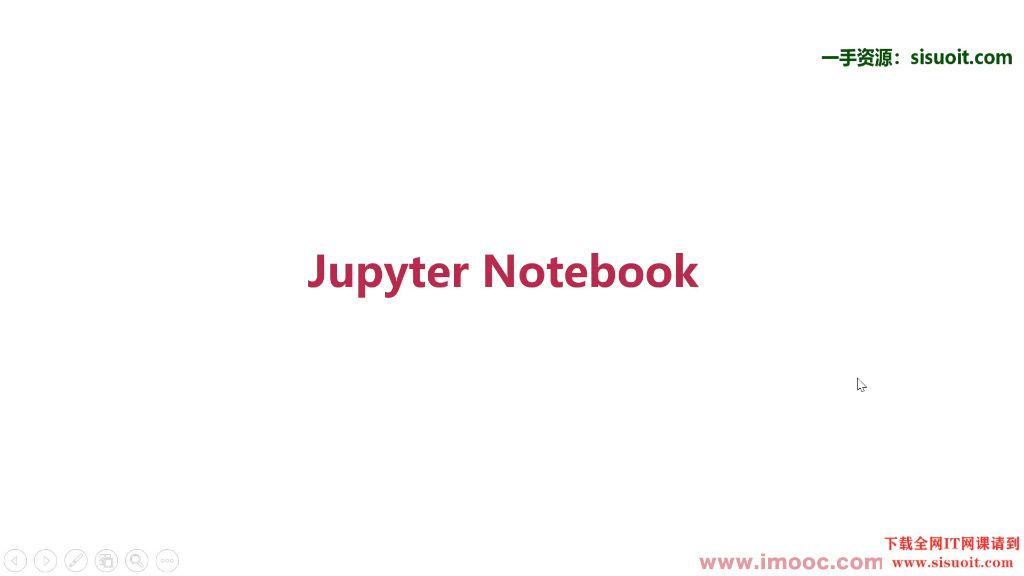 一手资源：sisuoit.com
Jupyter Notebook
下载全网IT网课请到
www.imooc.com
www.sisuoit.com